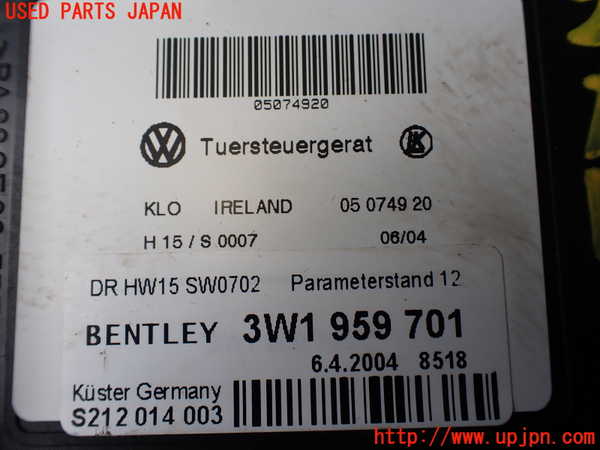 USED PARTS JAPAN
05074920
VW Tuersteuergerat K
KLO IRELAND 05 0749 20
H 15 / S 0007 06/04
DR HW15 SW0702 Parameterstand 12
BENTLEY 3W1 959 701
6.4.2004 8518
Küster Germany
S212 014 003
http://www.upjpn.com